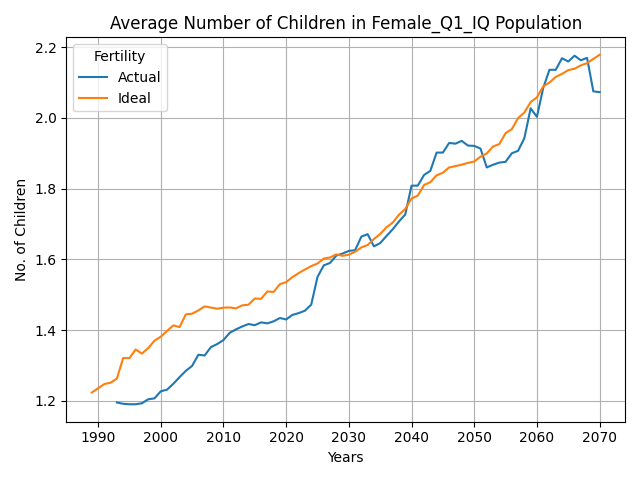 Average Number of Children in Female_Q1_IQ Population
Fertility
Actual
Ideal
No. of Children
2.2
2.0
1.8
1.6
1.4
1.2
1990 2000 2010 2020 2030 2040 2050 2060 2070
Years